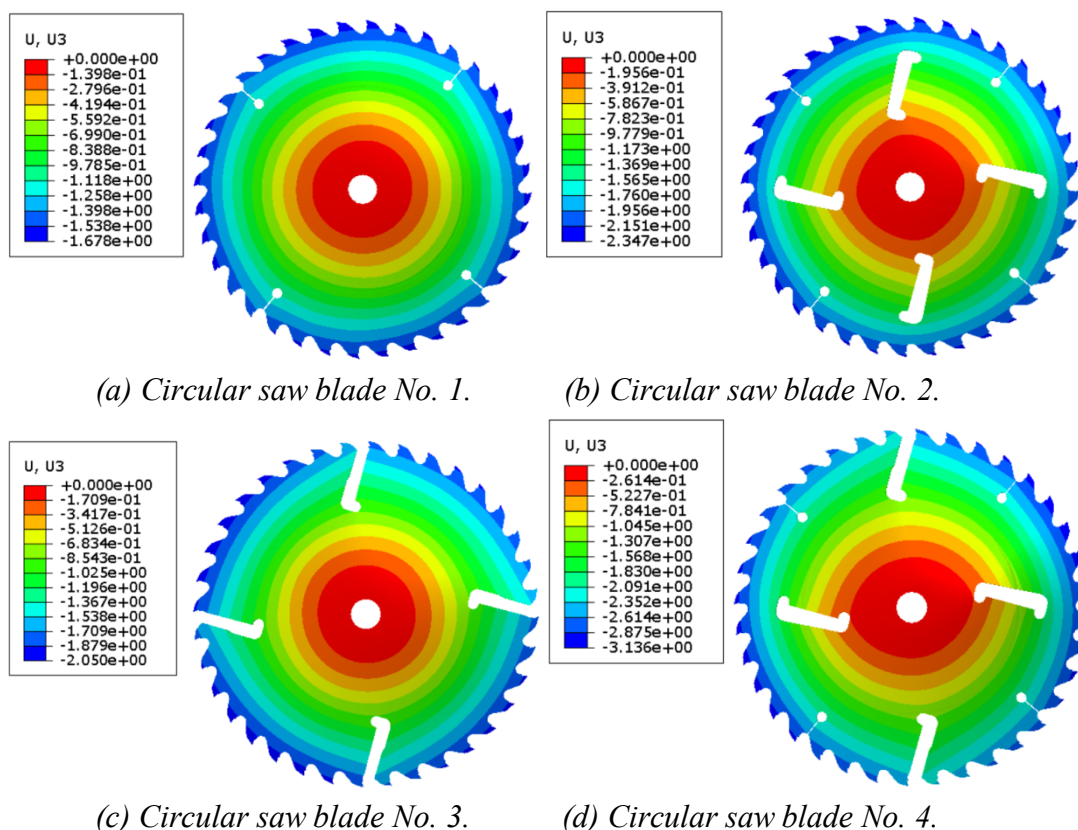 U, U3
+0.000e+00
-1.398e-01
-2.796e-01
-4.194e-01
-5.592e-01
-6.990e-01
-8.388e-01
-9.785e-01
-1.118e+00
-1.258e+00
-1.398e+00
-1.538e+00
-1.678e+00
U, U3
+0.000e+00
-1.956e-01
-3.912e-01
-5.867e-01
-7.823e-01
-9.779e-01
-1.173e+00
-1.369e+00
-1.565e+00
-1.760e+00
-1.956e+00
-2.151e+00
-2.347e+00
(a) Circular saw blade No. 1.
(b) Circular saw blade No. 2.
U, U3
+0.000e+00
-1.709e-01
-3.417e-01
-5.126e-01
-6.834e-01
-8.543e-01
-1.025e+00
-1.196e+00
-1.367e+00
-1.538e+00
-1.709e+00
-1.879e+00
-2.050e+00
U, U3
+0.000e+00
-2.614e-01
-5.227e-01
-7.841e-01
-1.045e+00
-1.307e+00
-1.568e+00
-1.830e+00
-2.091e+00
-2.352e+00
-2.614e+00
-2.875e+00
-3.136e+00
(c) Circular saw blade No. 3.
(d) Circular saw blade No. 4.